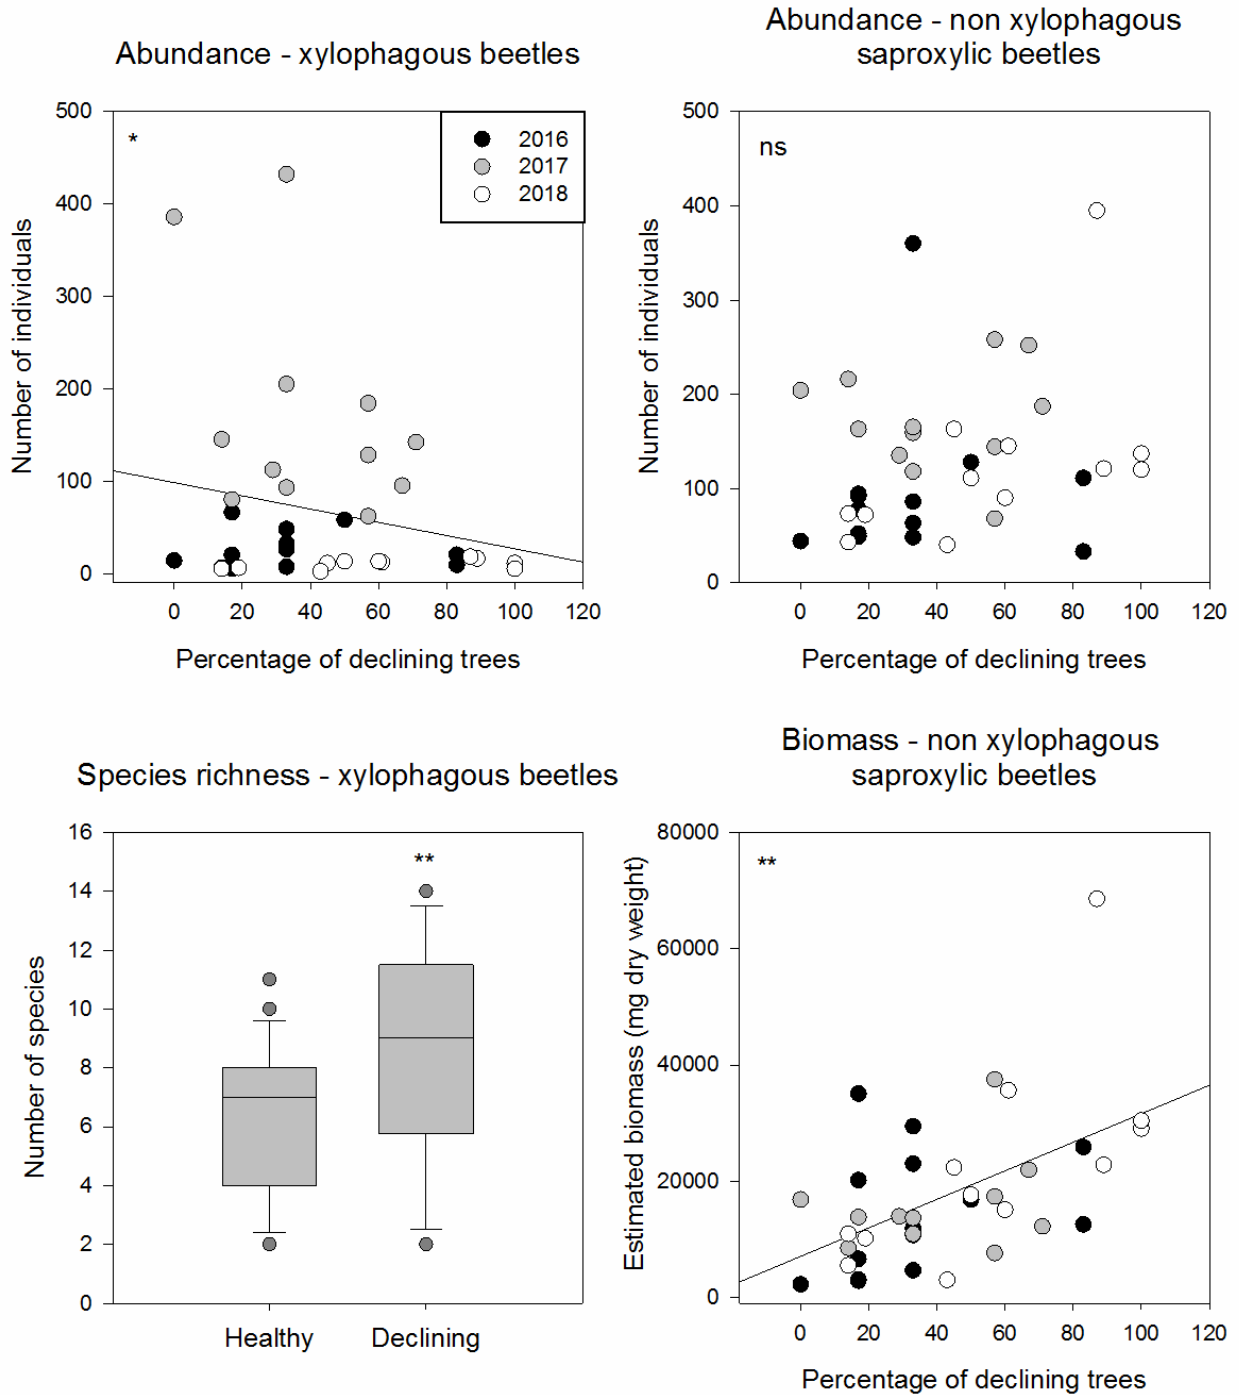 Abundance - xylophagous beetles
500
400
300
200
100
0
Number of individuals
*
2016
2017
2018
0 20 40 60 80 100 120
Percentage of declining trees
Abundance - non xylophagous
saproxylic beetles
500
400
300
200
100
0
Number of individuals
ns
0 20 40 60 80 100 120
Percentage of declining trees
Species richness - xylophagous beetles
16
14
12
10
8
6
4
2
0
Number of species
**
Healthy Declining
Biomass - non xylophagous
saproxylic beetles
80000
60000
40000
20000
0
Estimated biomass (mg dry weight)
**
0 20 40 60 80 100 120
Percentage of declining trees